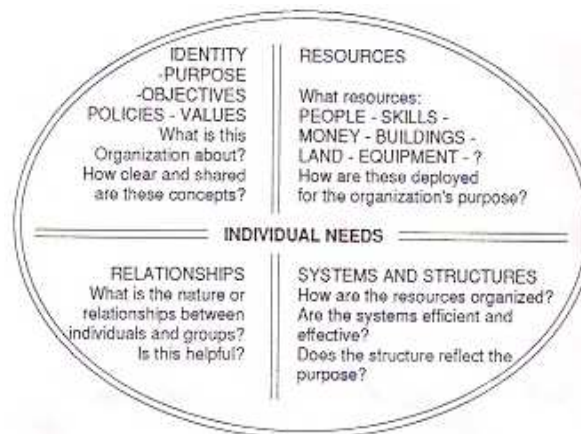 IDENTITY
-PURPOSE
-OBJECTIVES
POLICIES - VALUES
What is this
Organization about?
How clear and shared
are these concepts?
RESOURCES
What resources:
PEOPLE - SKILLS -
MONEY - BUILDINGS -
LAND - EQUIPMENT - ?
How are these deployed
for the organization's purpose?
INDIVIDUAL NEEDS
RELATIONSHIPS
What is the nature or
relationships between
individuals and groups?
Is this helpful?
SYSTEMS AND STRUCTURES
How are the resources organized?
Are the systems efficient and
effective?
Does the structure reflect the
purpose?